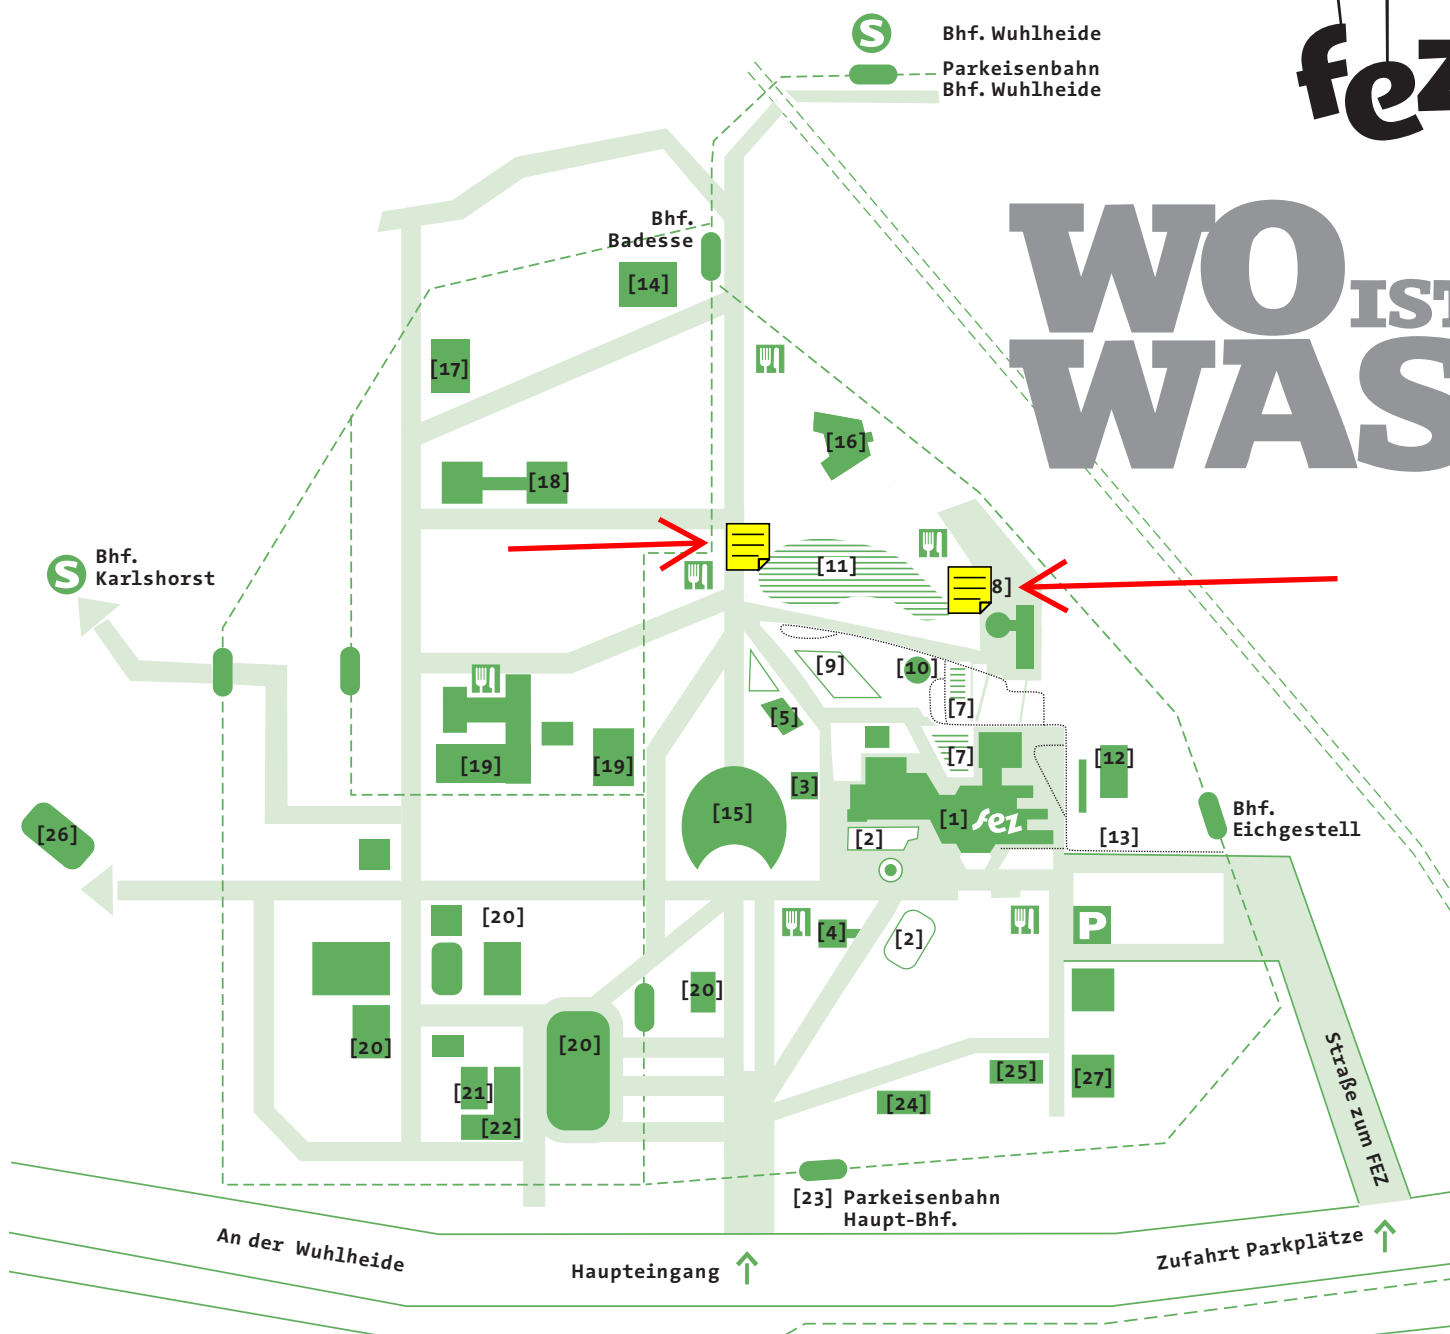 Bhf. Wuhlheide
Parkeisenbahn
Bhf. Wuhlheide
fez
WO IST
WAS
Bhf.
Badesse
[14]
[17]
[16]
[18]
[11]
8]
Bhf.
Karlshorst
[9]
[10]
[7]
[5]
[7]
[12]
[19]
[19]
[3]
[15]
[1] fez
[2]
[13]
Bhf.
Eichgestell
[26]
[20]
[4]
[2]
P
[20]
[20]
[20]
[21]
[22]
[25]
[27]
[24]
Straße zum FEZ
[23] Parkeisenbahn
Haupt-Bhf.
An der Wuhlheide
Haupteingang
Zufahrt Parkplätze
S
S